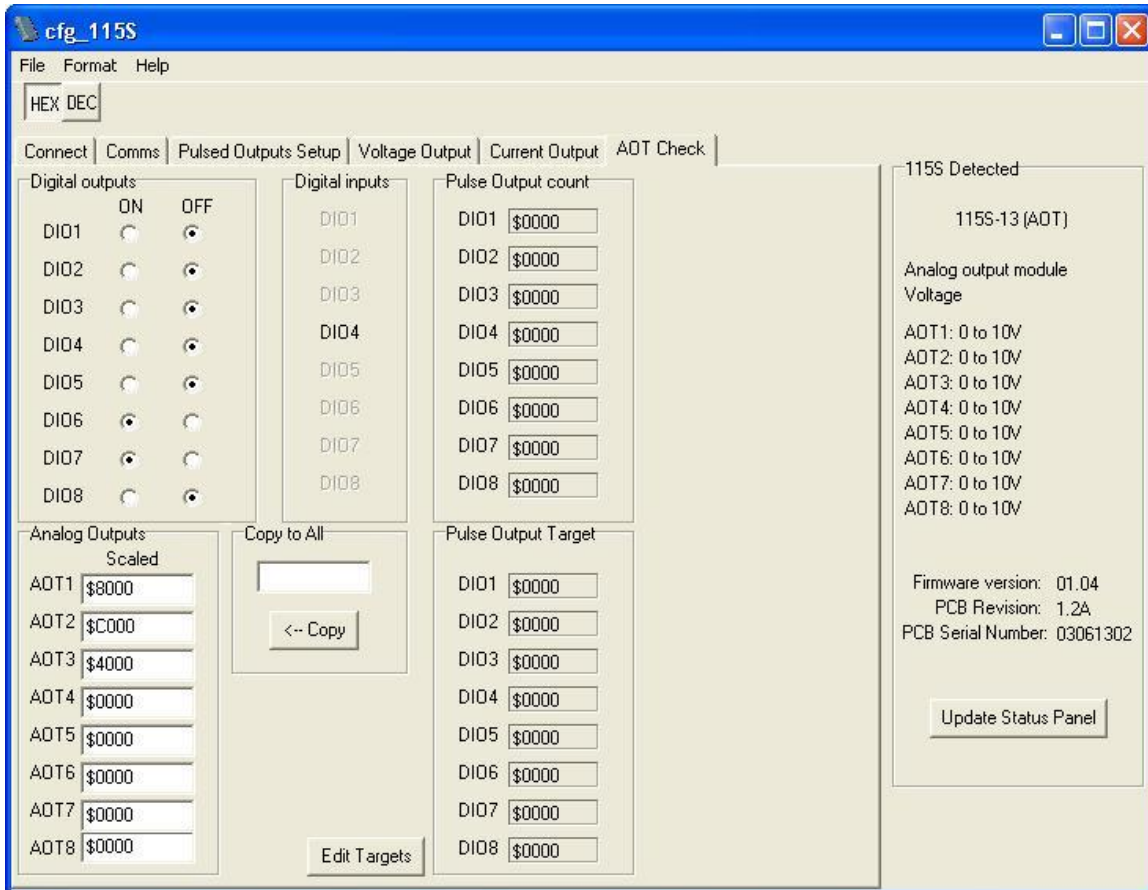 cfg_115S
File Format Help
HEX DEC
Connect Comms Pulsed Outputs Setup Voltage Output Current Output AOT Check
Digital outputs
ON OFF
DIO1
DIO2
DIO3
DIO4
DIO5
DIO6
DIO7
DIO8
Digital inputs
DIO1
DIO2
DIO3
DIO4
DIO5
DIO6
DIO7
DIO8
Pulse Output count
DIO1 $0000
DIO2 $0000
DIO3 $0000
DIO4 $0000
DIO5 $0000
DIO6 $0000
DIO7 $0000
DIO8 $0000
Analog Outputs
Scaled
AOT1 $8000
AOT2 $C000
AOT3 $4000
AOT4 $0000
AOT5 $0000
AOT6 $0000
AOT7 $0000
AOT8 $0000
Copy to All
<-- Copy
Edit Targets
Pulse Output Target
DIO1 $0000
DIO2 $0000
DIO3 $0000
DIO4 $0000
DIO5 $0000
DIO6 $0000
DIO7 $0000
DIO8 $0000
115S Detected
115S-13 (AOT)
Analog output module
Voltage
AOT1: 0 to 10V
AOT2: 0 to 10V
AOT3: 0 to 10V
AOT4: 0 to 10V
AOT5: 0 to 10V
AOT6: 0 to 10V
AOT7: 0 to 10V
AOT8: 0 to 10V
Firmware version: 01.04
PCB Revision: 1.2A
PCB Serial Number: 03061302
Update Status Panel